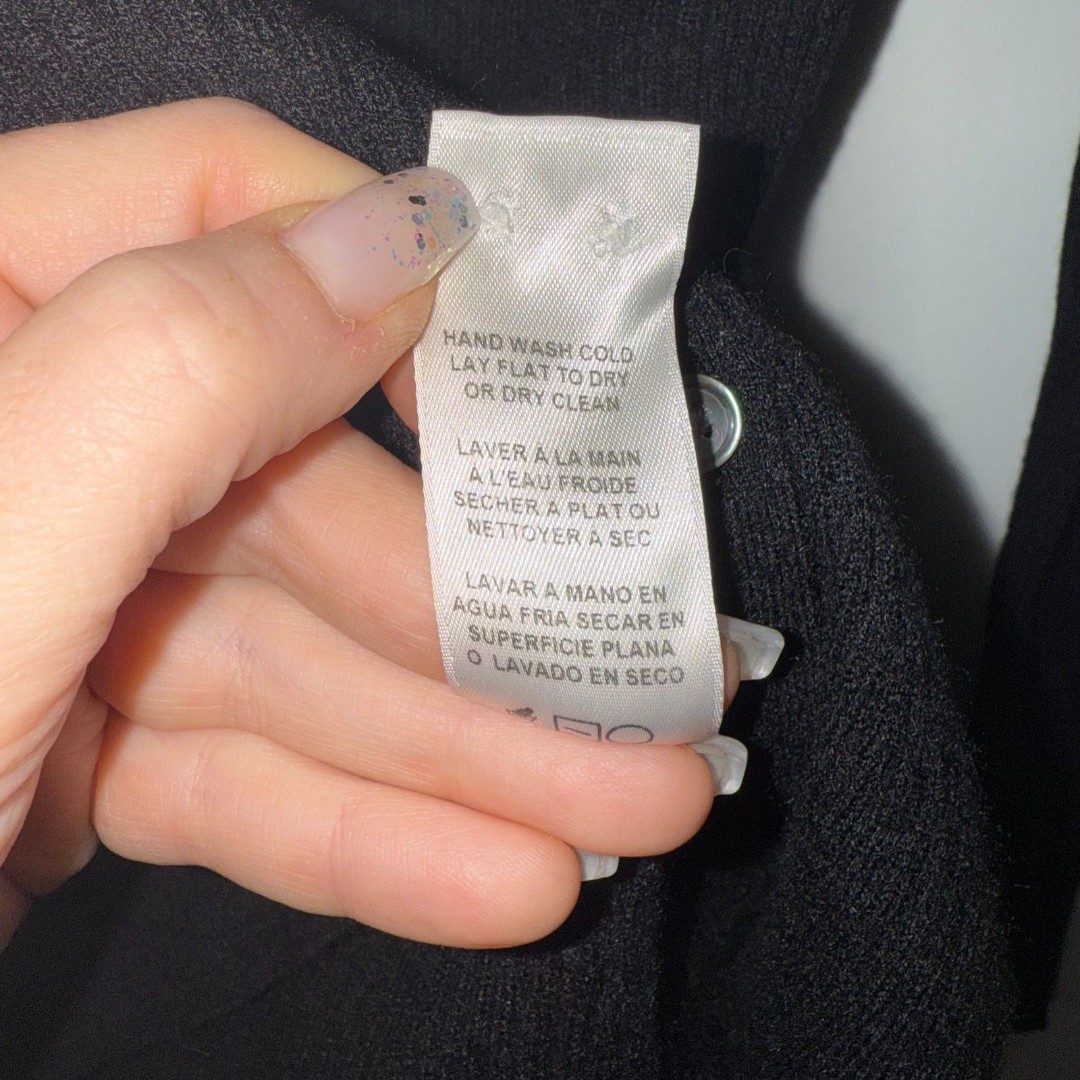 HAND WASH COLD
LAY FLAT TO DRY
OR DRY CLEAN
LAVER A LA MAIN
A L'EAU FROIDE
SECHER A PLAT OU
NETTOYER A SEC
LAVAR A MANO EN
AGUA FRIA SECAR EN
SUPERFICIE PLANA
O LAVADO EN SECO